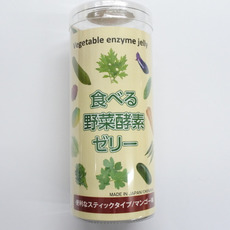 Vegetable enzyme jelly
食べる
野菜酵素
ゼリー
MADE IN JAPAN
便利なスティックタイプ/マンゴー